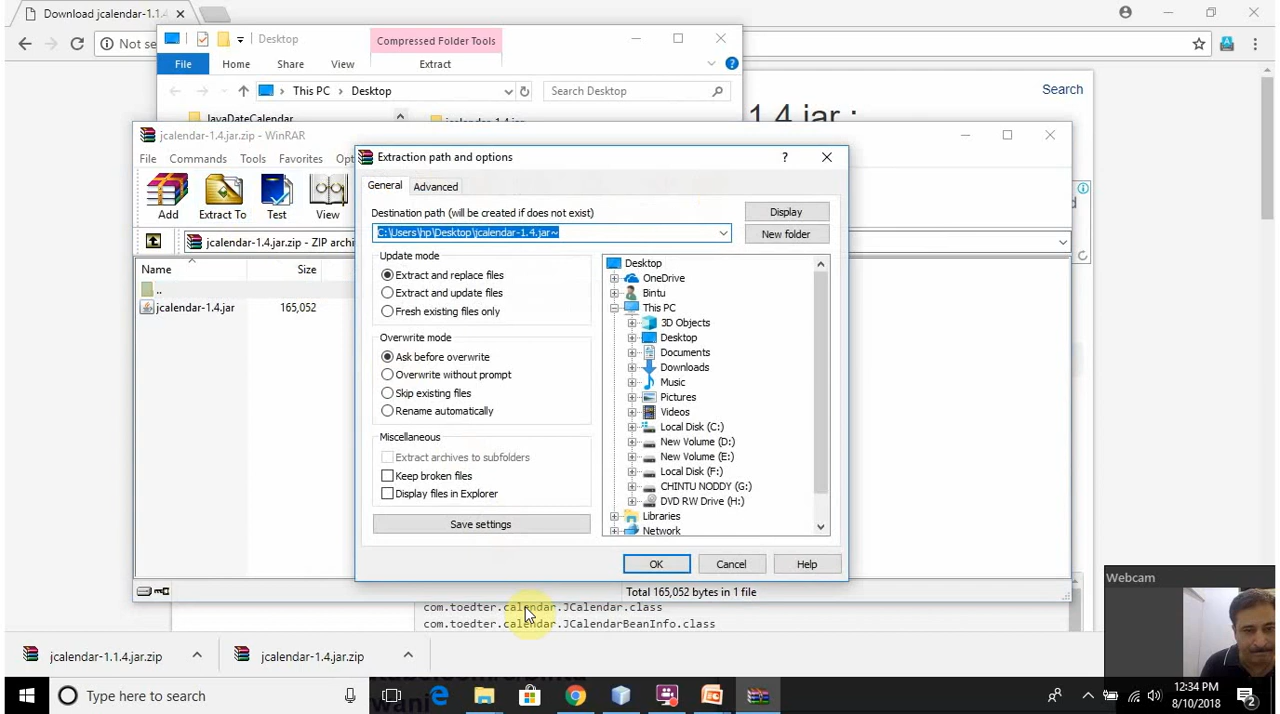 Download jcalendar-1.1.4
Not se
Desktop
Compressed Folder Tools
File
Home
Share
View
Extract
This PC
Desktop
Search Desktop
Search
JavaDateCalendar
jcalendar-1.4.jar
1.4 jar :
jcalendar-1.4.jar.zip - WinRAR
File
Commands
Tools
Favorites
Opt
Add
Extract To
Test
View
jcalendar-1.4.jar.zip - ZIP archi
Name
Size
..
jcalendar-1.4.jar
165,052
Total 165,052 bytes in 1 file
Extraction path and options
General
Advanced
Destination path (will be created if does not exist)
C:\Users\hp\Desktop\jcalendar-1.4.jar~
Display
New folder
Update mode
Extract and replace files
Extract and update files
Fresh existing files only
Overwrite mode
Ask before overwrite
Overwrite without prompt
Skip existing files
Rename automatically
Miscellaneous
Extract archives to subfolders
Keep broken files
Display files in Explorer
Save settings
Desktop
OneDrive
Bintu
This PC
3D Objects
Desktop
Documents
Downloads
Music
Pictures
Videos
Local Disk (C:)
New Volume (D:)
New Volume (E:)
Local Disk (F:)
CHINTU NODDY (G:)
DVD RW Drive (H:)
Libraries
Network
OK
Cancel
Help
com.toedter.calendar.JCalendar.class
com.toedter.calendar.JCalendarBeanInfo.class
Webcam
jcalendar-1.1.4.jar.zip
jcalendar-1.4.jar.zip
Type here to search
wani
12:34 PM
8/10/2018
2